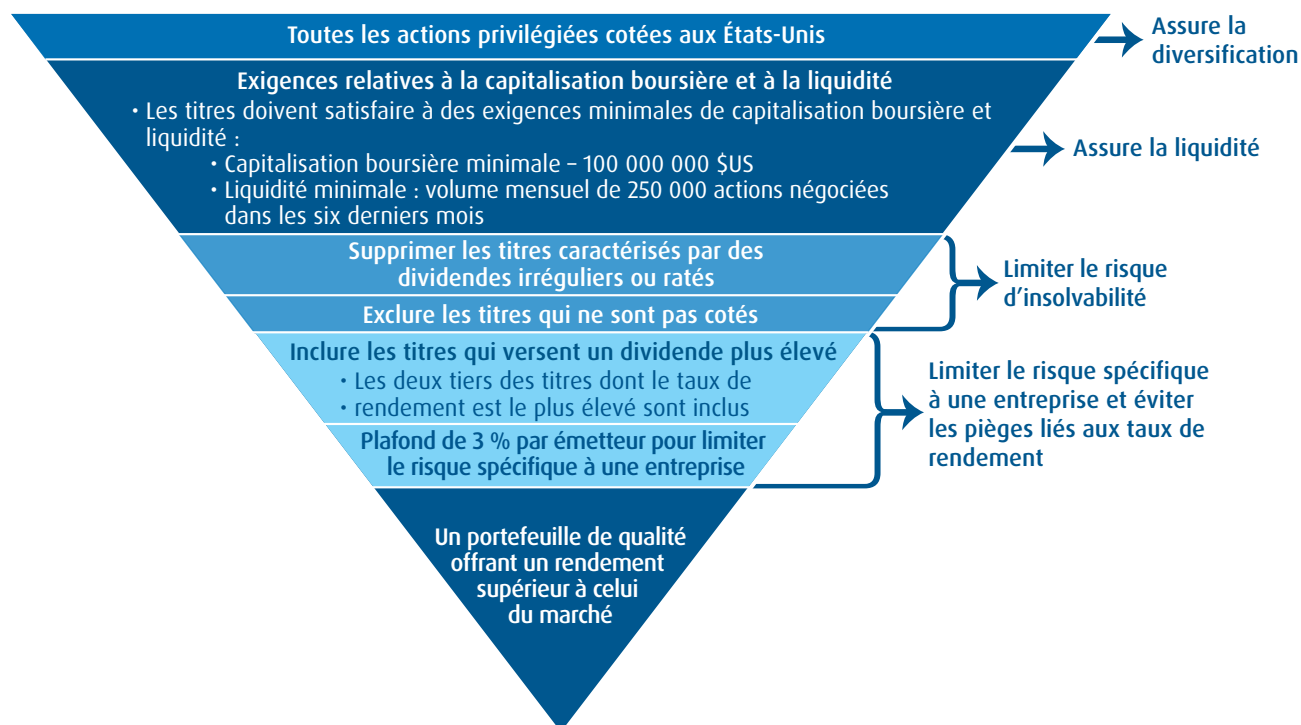 Toutes les actions privilégiées cotées aux États-Unis
Assure la
diversification
Exigences relatives à la capitalisation boursière et à la liquidité
• Les titres doivent satisfaire à des exigences minimales de capitalisation boursière et
liquidité :
• Capitalisation boursière minimale – 100 000 000 $US
• Liquidité minimale : volume mensuel de 250 000 actions négociées
dans les six derniers mois
Assure la liquidité
Supprimer les titres caractérisés par des
dividendes irréguliers ou ratés
Exclure les titres qui ne sont pas cotés
Limiter le risque
d’insolvabilité
Inclure les titres qui versent un dividende plus élevé
• Les deux tiers des titres dont le taux de
• rendement est le plus élevé sont inclus
Plafond de 3 % par émetteur pour limiter
le risque spécifique à une entreprise
Limiter le risque spécifique
à une entreprise et éviter
les pièges liés aux taux de
rendement
Un portefeuille de qualité
offrant un rendement
supérieur à celui
du marché